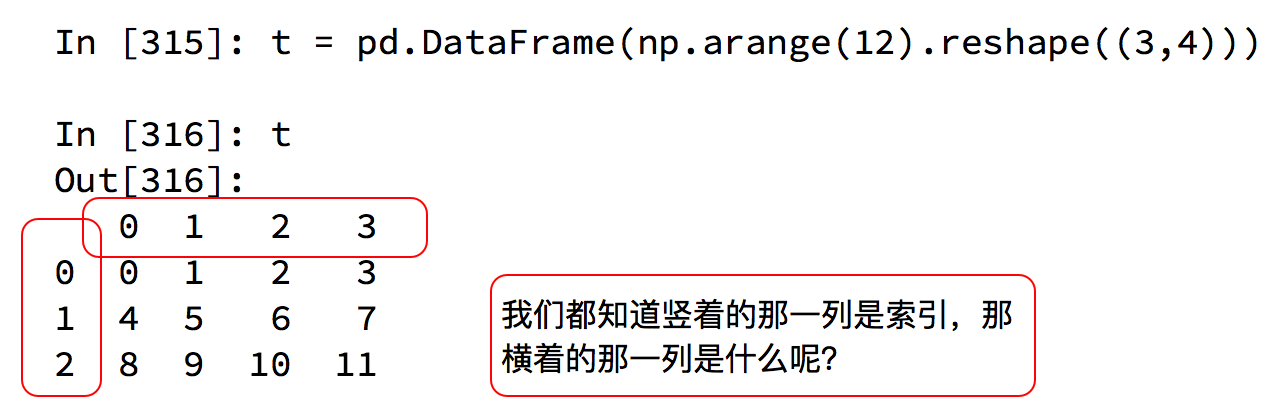 In [315]: t = pd.DataFrame(np.arange(12).reshape((3,4)))
In [316]: t
Out[316]:
0 1 2 3
0 0 1 2 3
1 4 5 6 7
2 8 9 10 11
我们都知道竖着的那一列是索引，那
横着的那一列是什么呢？